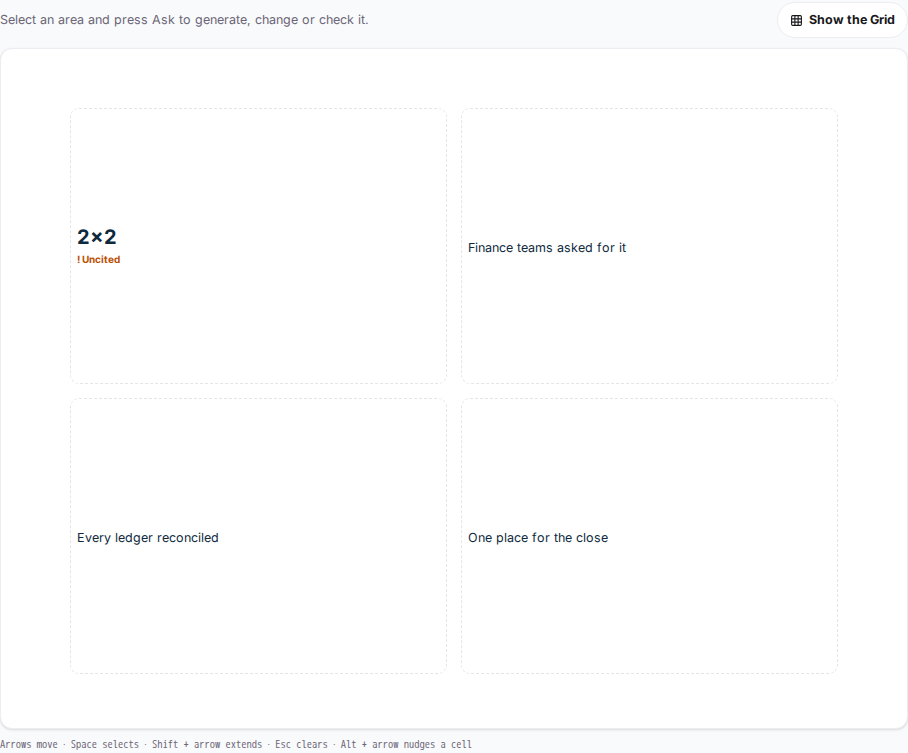 Select an area and press Ask to generate, change or check it.
Show the Grid
2×2
! Uncited
Finance teams asked for it
Every ledger reconciled
One place for the close
Arrows move · Space selects · Shift + arrow extends · Esc clears · Alt + arrow nudges a cell